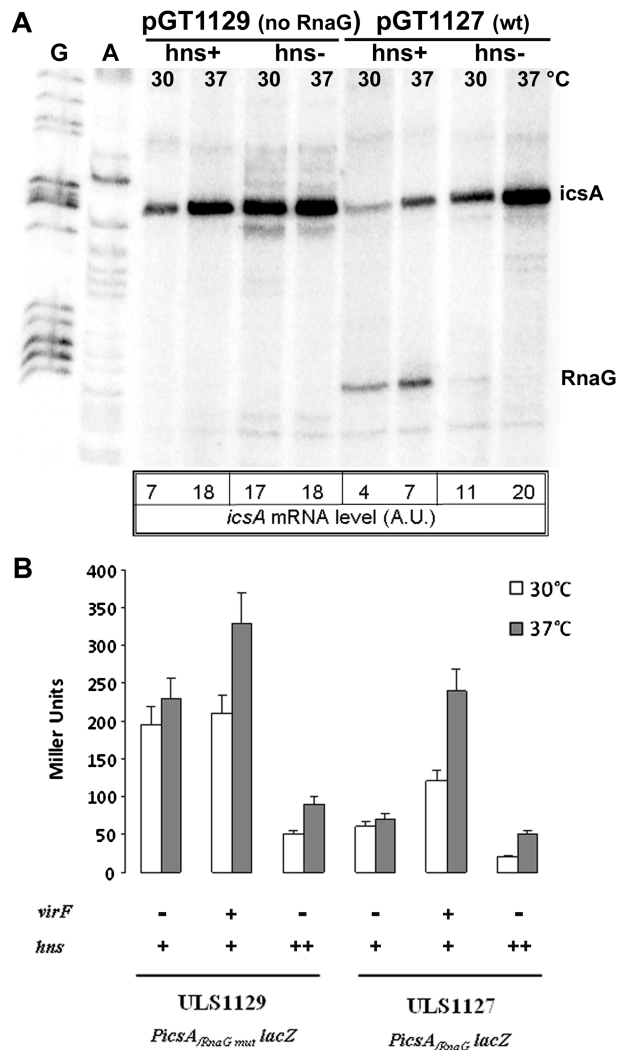 A
pGT1129 (no RnaG) pGT1127 (wt)
G A hns+ hns- hns+ hns-
30 37 30 37 30 37 30 37 °C
icsA
RnaG
7 18 17 18 4 7 11 20
icsA mRNA level (A.U.)
B
400
350
300
250
200
150
100
50
0
Miller Units
30°C
37°C
virF - + - - + -
hns + + ++ + + ++
ULS1129 ULS1127
PicsA/RnaG mut lacZ PicsA/RnaG lacZ